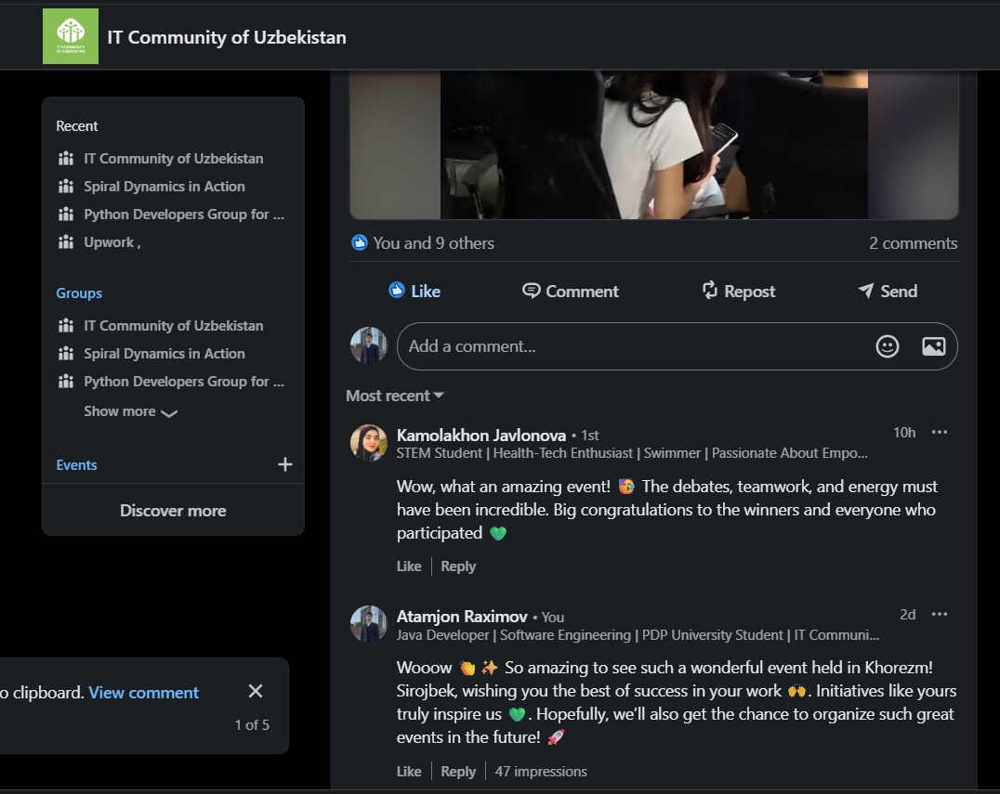 IT COMMUNITY
OF UZBEKISTAN
IT Community of Uzbekistan
Recent
IT Community of Uzbekistan
Spiral Dynamics in Action
Python Developers Group for ...
Upwork ,
Groups
IT Community of Uzbekistan
Spiral Dynamics in Action
Python Developers Group for ...
Show more
Events
Discover more
o clipboard. View comment
1 of 5
You and 9 others
2 comments
Like
Comment
Repost
Send
Add a comment...
Most recent
Kamolakhon Javlonova • 1st
10h
STEM Student | Health-Tech Enthusiast | Swimmer | Passionate About Empo...
Wow, what an amazing event! 🥳 The debates, teamwork, and energy must
have been incredible. Big congratulations to the winners and everyone who
participated 💚
Like | Reply
Atamjon Raximov • You
2d
Java Developer | Software Engineering | PDP University Student | IT Communi...
Wooow 👏 ✨ So amazing to see such a wonderful event held in Khorezm!
Sirojbek, wishing you the best of success in your work 🙌. Initiatives like yours
truly inspire us 💚. Hopefully, we’ll also get the chance to organize such great
events in the future! 🚀
Like | Reply | 47 impressions